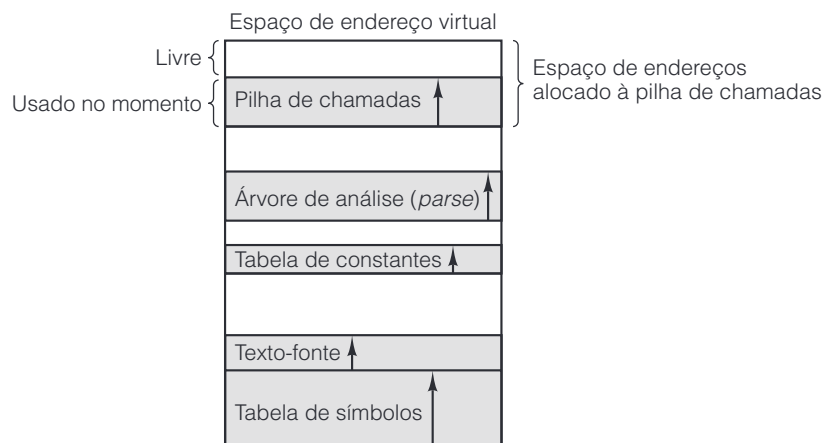 Espaço de endereço virtual
Livre
Espaço de endereços
alocado à pilha de chamadas
Usado no momento
Pilha de chamadas
Árvore de análise (parse)
Tabela de constantes
Texto-fonte
Tabela de símbolos